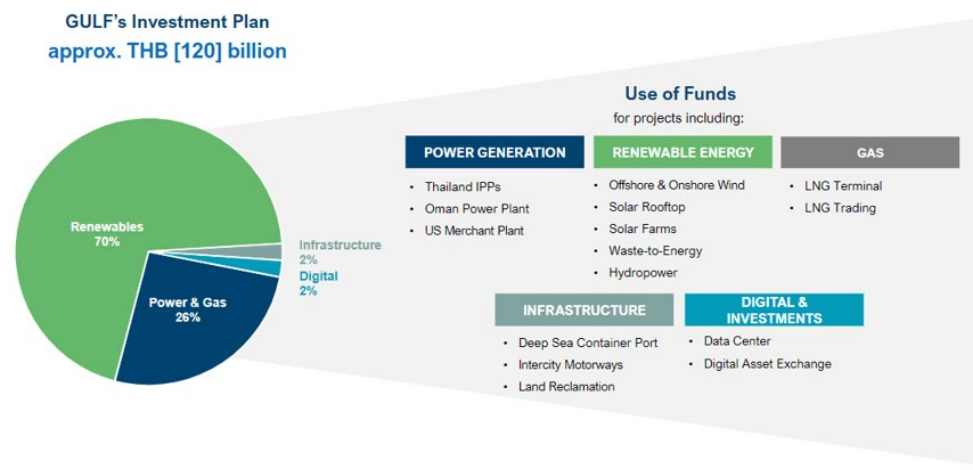 GULF's Investment Plan
approx. THB [120] billion
Renewables
70%
Infrastructure
2%
Digital
2%
Power & Gas
26%
Use of Funds
for projects including:
POWER GENERATION
• Thailand IPPs
• Oman Power Plant
• US Merchant Plant
RENEWABLE ENERGY
• Offshore & Onshore Wind
• Solar Rooftop
• Solar Farms
• Waste-to-Energy
• Hydropower
GAS
• LNG Terminal
• LNG Trading
INFRASTRUCTURE
• Deep Sea Container Port
• Intercity Motorways
• Land Reclamation
DIGITAL &
INVESTMENTS
• Data Center
• Digital Asset Exchange